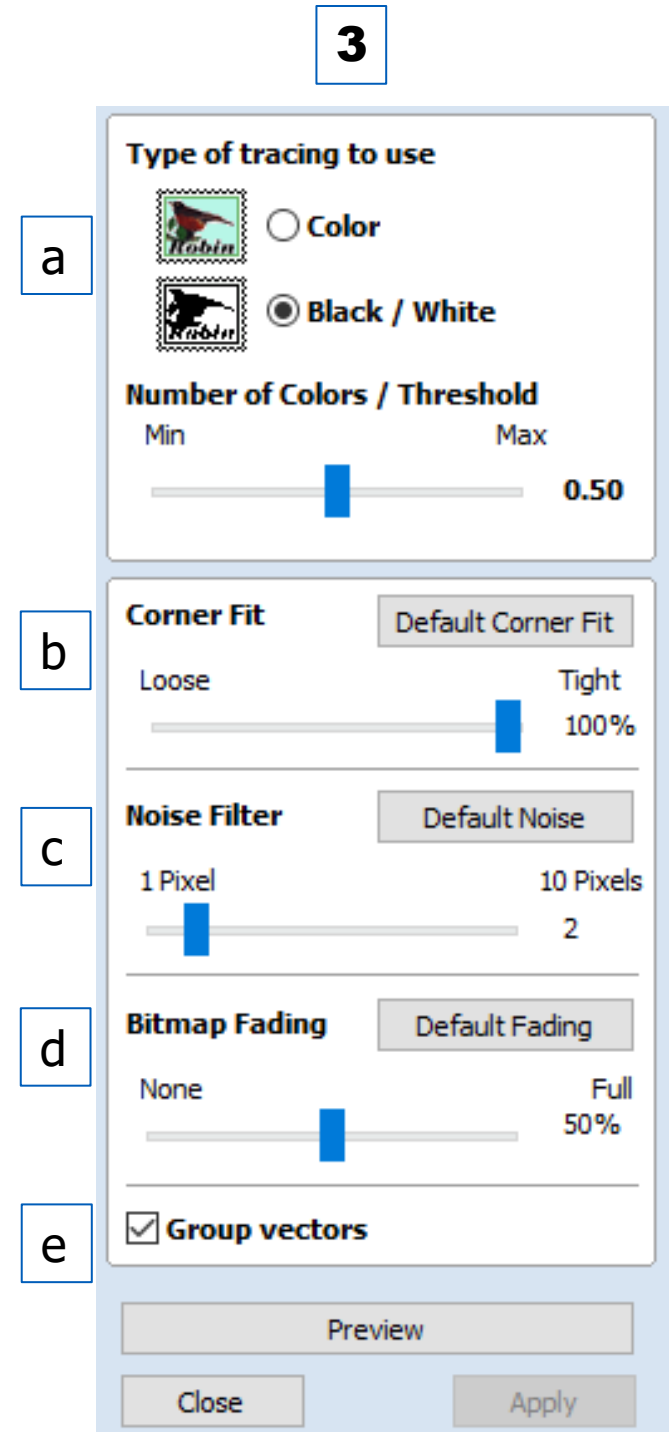 3
a
Type of tracing to use
Robin
Color
Robin
Black / White
Number of Colors / Threshold
Min Max
0.50
b
Corner Fit Default Corner Fit
Loose Tight
100%
c
Noise Filter Default Noise
1 Pixel 10 Pixels
2
d
Bitmap Fading Default Fading
None Full
50%
e
Group vectors
Preview
Close Apply